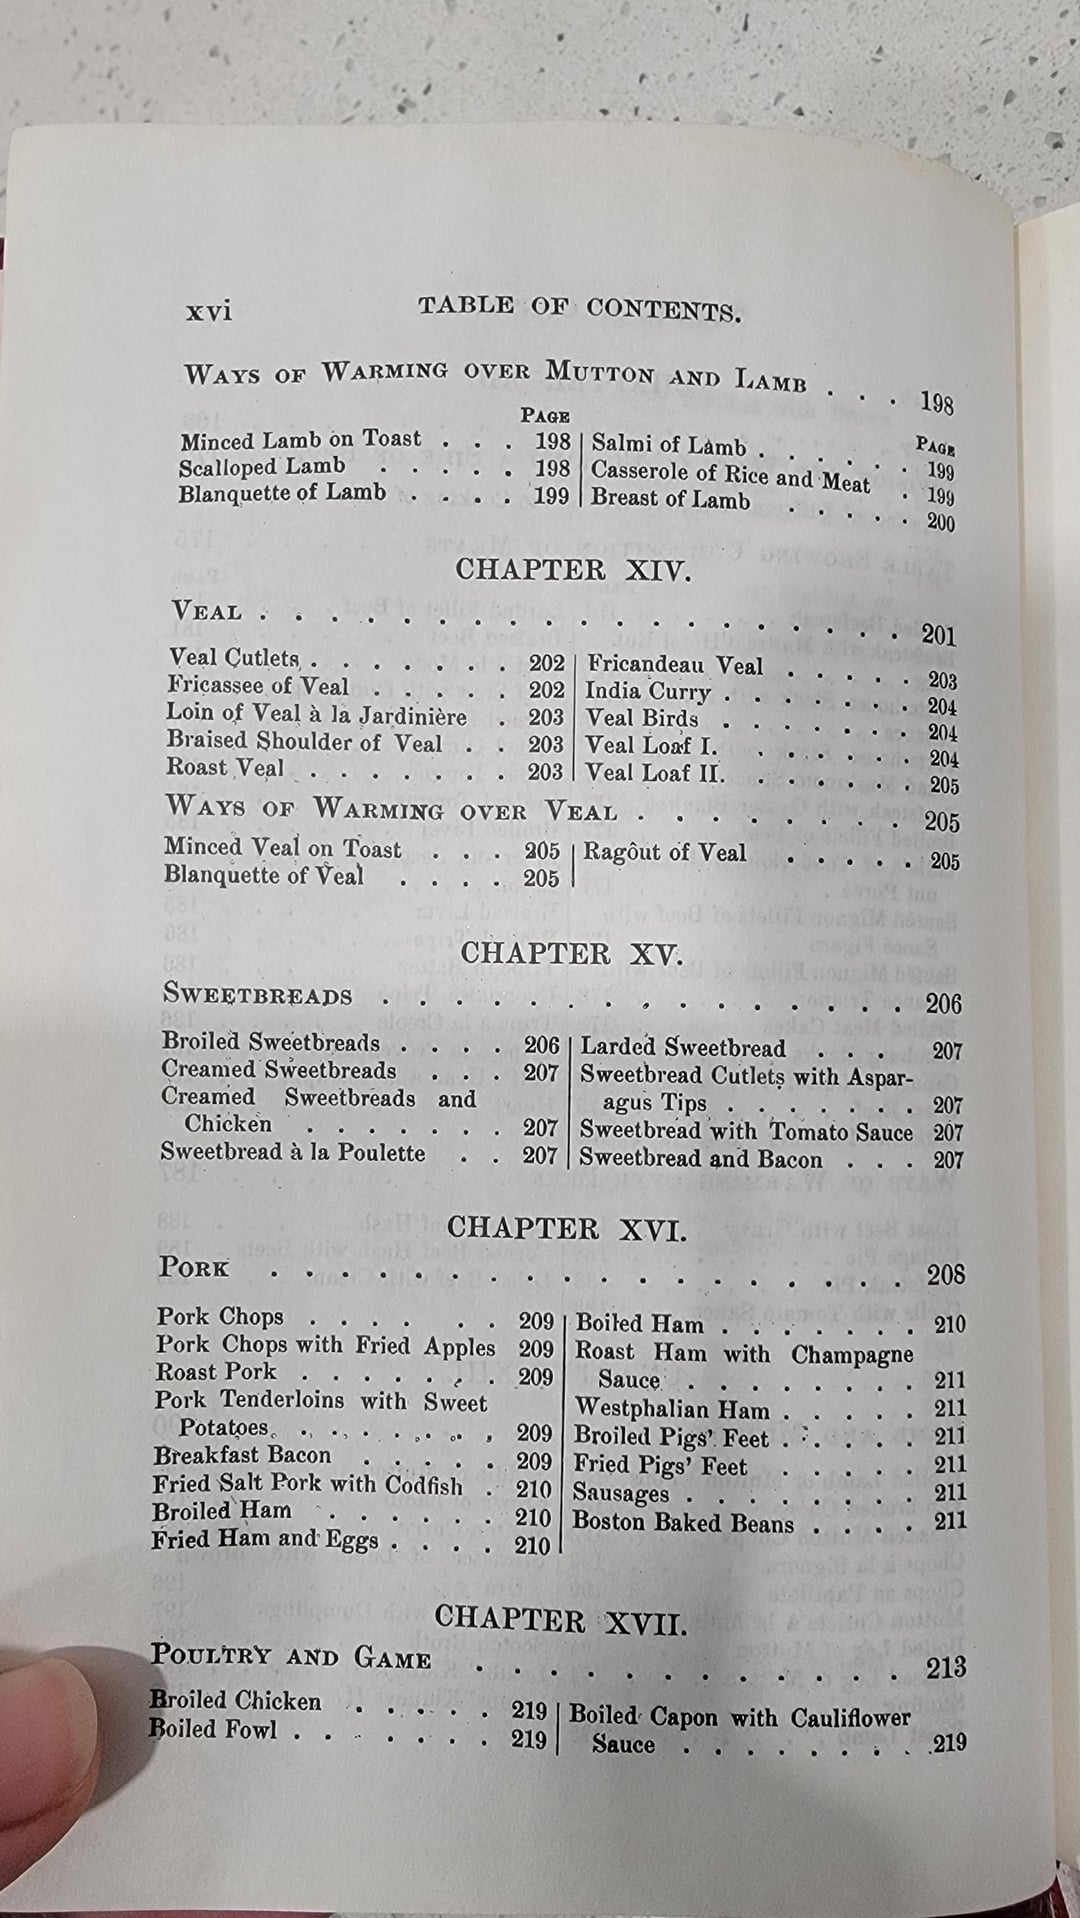 xvi TABLE OF CONTENTS.
WAYS OF WARMING OVER MUTTON AND LAMB . . . 198
PAGE
Minced Lamb on Toast . . . 198
Scalloped Lamb . . . . . 198
Blanquette of Lamb . . . . 199
PAGE
Salmi of Lamb . . . . . . 199
Casserole of Rice and Meat . 199
Breast of Lamb . . . . . 200
CHAPTER XIV.
VEAL . . . . . . . . . . . . . . . . . . 201
Veal Cutlets . . . . . . 202
Fricassee of Veal . . . . . 202
Loin of Veal à la Jardinière . 203
Braised Shoulder of Veal . . 203
Roast Veal . . . . . . 203
Fricandeau Veal . . . . . 203
India Curry . . . . . . 204
Veal Birds . . . . . . 204
Veal Loaf I. . . . . . . 204
Veal Loaf II. . . . . . . 205
WAYS OF WARMING OVER VEAL . . . . . . . . 205
Minced Veal on Toast . . . 205
Blanquette of Veal . . . . 205
Ragôut of Veal . . . . . 205
CHAPTER XV.
SWEETBREADS . . . . . . . . . . . . . . . 206
Broiled Sweetbreads . . . . 206
Creamed Sweetbreads . . . 207
Creamed Sweetbreads and
Chicken . . . . . . 207
Sweetbread à la Poulette . . 207
Larded Sweetbread . . . 207
Sweetbread Cutlets with Aspar-
agus Tips . . . . . . 207
Sweetbread with Tomato Sauce 207
Sweetbread and Bacon . . . 207
CHAPTER XVI.
PORK . . . . . . . . . . . . . . . . . . 208
Pork Chops . . . . . . 209
Pork Chops with Fried Apples 209
Roast Pork . . . . . . 209
Pork Tenderloins with Sweet
Potatoes . . . . . . . 209
Breakfast Bacon . . . . . 209
Fried Salt Pork with Codfish . 210
Broiled Ham . . . . . . 210
Fried Ham and Eggs . . . . 210
Boiled Ham . . . . . . 210
Roast Ham with Champagne
Sauce . . . . . . . 211
Westphalian Ham . . . . . 211
Broiled Pigs' Feet . . . . . 211
Fried Pigs' Feet . . . . . 211
Sausages . . . . . . . 211
Boston Baked Beans . . . . 211
CHAPTER XVII.
POULTRY AND GAME . . . . . . . . . . . . 213
Broiled Chicken . . . . . 219
Boiled Fowl . . . . . . 219
Boiled Capon with Cauliflower
Sauce . . . . . . . . 219